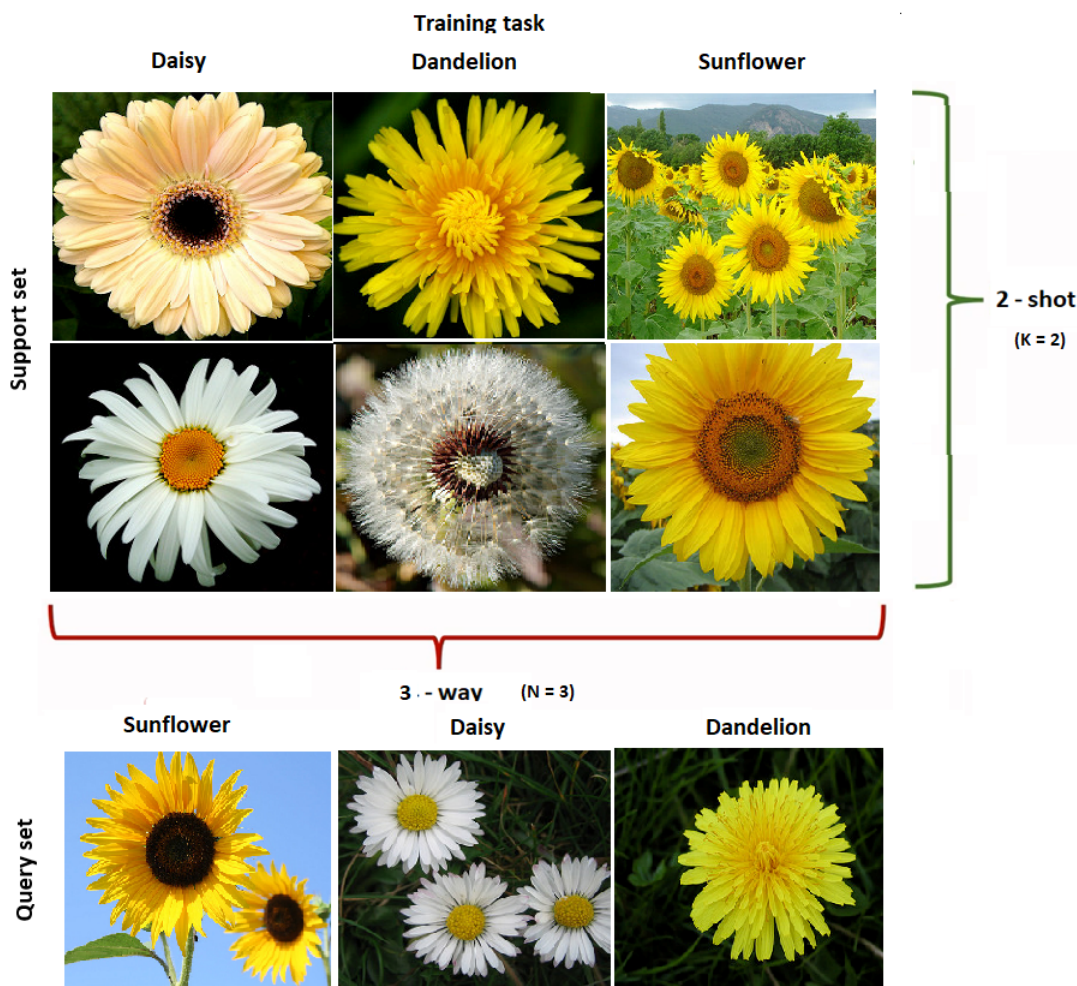 Training task
Daisy Dandelion Sunflower
Support set
2 - shot
(K = 2)
3 - way (N = 3)
Sunflower Daisy Dandelion
Query set